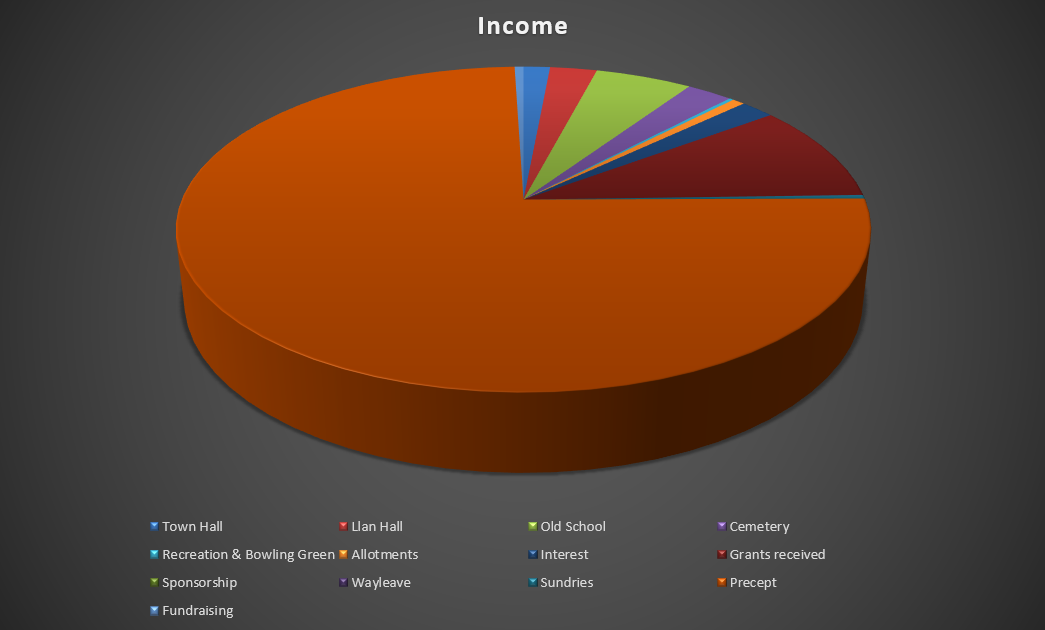 Income
Town Hall Llan Hall Old School Cemetery
Recreation & Bowling Green Allotments Interest Grants received
Sponsorship Wayleave Sundries Precept
Fundraising